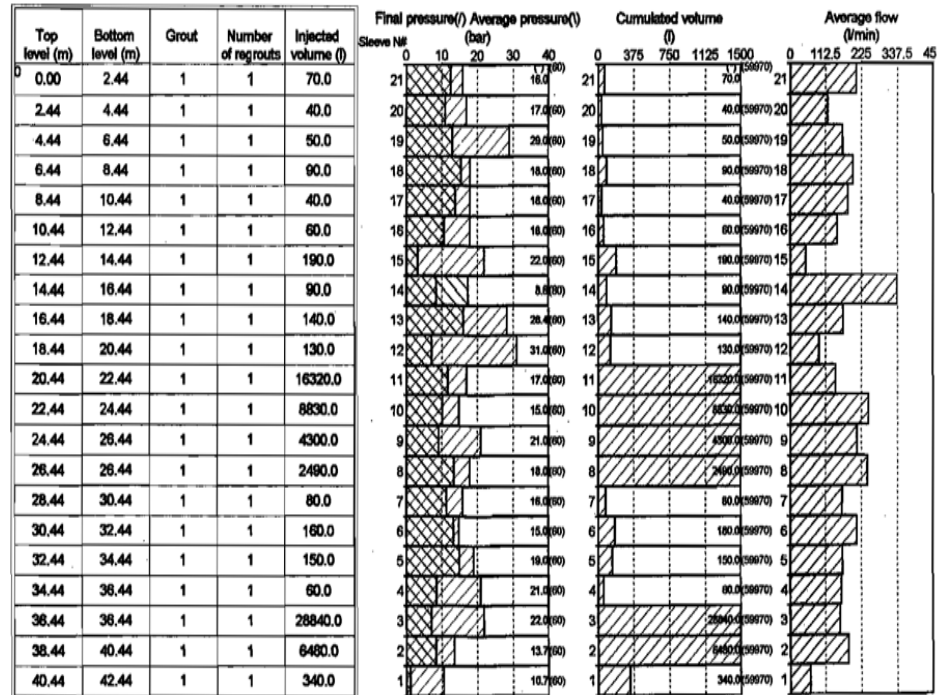 Top level (m) Bottom level (m) Grout Number of regrouts Injected volume (l)
0 0.00 2.44 1 1 70.0
2.44 4.44 1 1 40.0
4.44 6.44 1 1 50.0
6.44 8.44 1 1 90.0
8.44 10.44 1 1 40.0
10.44 12.44 1 1 60.0
12.44 14.44 1 1 190.0
14.44 16.44 1 1 90.0
16.44 18.44 1 1 140.0
18.44 20.44 1 1 130.0
20.44 22.44 1 1 16320.0
22.44 24.44 1 1 8830.0
24.44 26.44 1 1 4300.0
26.44 26.44 1 1 2490.0
28.44 30.44 1 1 80.0
30.44 32.44 1 1 160.0
32.44 34.44 1 1 150.0
34.44 36.44 1 1 60.0
36.44 36.44 1 1 28840.0
38.44 40.44 1 1 6480.0
40.44 42.44 1 1 340.0
Final pressure(/) Average pressure(\)
(bar)
Sleeve N#
0 10 20 30 40
21 16.0 (60)
20 17.0(60)
19 29.0(60)
18 18.0(60)
17 18.0(60)
16 18.0(60)
15 22.0(60)
14 (60)
13 28.4(60)
12 31.0(60)
11 17.0(60)
10 15.0(60)
9 21.0(60)
8 18.0(60)
7 16.0(60)
6 15.0(60)
5 19.0(60)
4 21.0(60)
3 22.0(60)
2 13.7(60)
1 10.7(60)
Cumulated volume
(l)
0 375 750 1125 1500
21 70.0 (59970)
20 40.0(59970)
19 50.0(59970)
18 90.0(59970)
17 40.0(59970)
16 60.0(59970)
15 190.0(59970)
14 90.0(59970)
13 140.0(59970)
12 130.0(59970)
11 16320.0(59970)
10 8830.0(59970)
9 4300.0(59970)
8 2490.0(59970)
7 80.0(59970)
6 160.0(59970)
5 150.0(59970)
4 60.0(59970)
3 28840.0(59970)
2 6480.0(59970)
1 340.0(59970)
Average flow
(l/min)
0 112.5 225 337.5 45
21
20
19
18
17
16
15
14
13
12
11
10
9
8
7
6
5
4
3
2
1